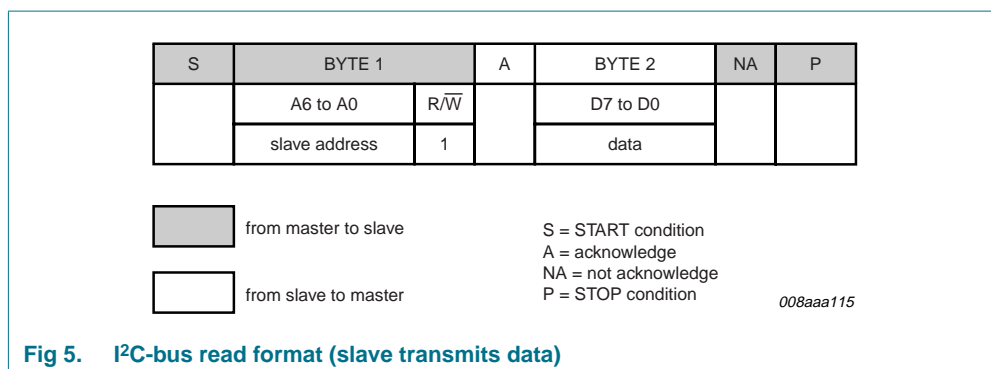 S BYTE 1 A BYTE 2 NA P
A6 to A0 R/W̅ D7 to D0
slave address 1 data
from master to slave
from slave to master
S = START condition
A = acknowledge
NA = not acknowledge
P = STOP condition
008aaa115
Fig 5. I²C-bus read format (slave transmits data)